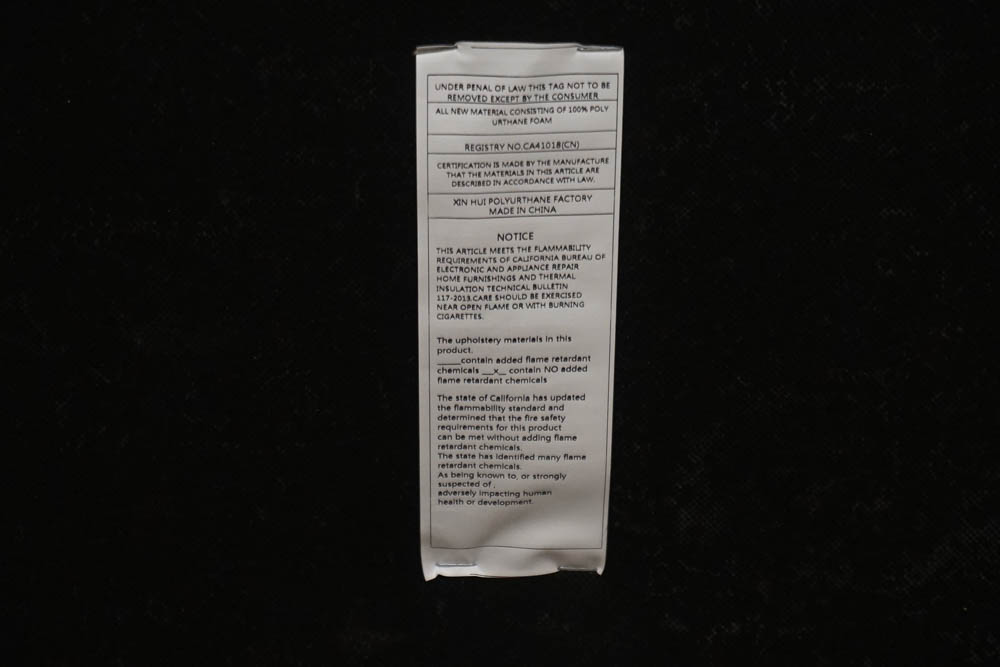 UNDER PENAL OF LAW THIS TAG NOT TO BE
REMOVED EXCEPT BY THE CONSUMER
ALL NEW MATERIAL CONSISTING OF 100% POLY
URTHANE FOAM
REGISTRY NO.CA41018(CN)
CERTIFICATION IS MADE BY THE MANUFACTURE
THAT THE MATERIALS IN THIS ARTICLE ARE
DESCRIBED IN ACCORDANCE WITH LAW.
XIN HUI POLYURTHANE FACTORY
MADE IN CHINA
NOTICE
THIS ARTICLE MEETS THE FLAMMABILITY
REQUIREMENTS OF CALIFORNIA BUREAU OF
ELECTRONIC AND APPLIANCE REPAIR
HOME FURNISHINGS AND THERMAL
INSULATION TECHNICAL BULLETIN
117-2013.CARE SHOULD BE EXERCISED
NEAR OPEN FLAME OR WITH BURNING
CIGARETTES.
The upholstery materials in this
product.
_____contain added flame retardant
chemicals __x__ contain NO added
flame retardant chemicals
The state of California has updated
the flammability standard and
determined that the fire safety
requirements for this product
can be met without adding flame
retardant chemicals.
The state has identified many flame
retardant chemicals.
As being known to, or strongly
suspected of ,
adversely impacting human
health or development.